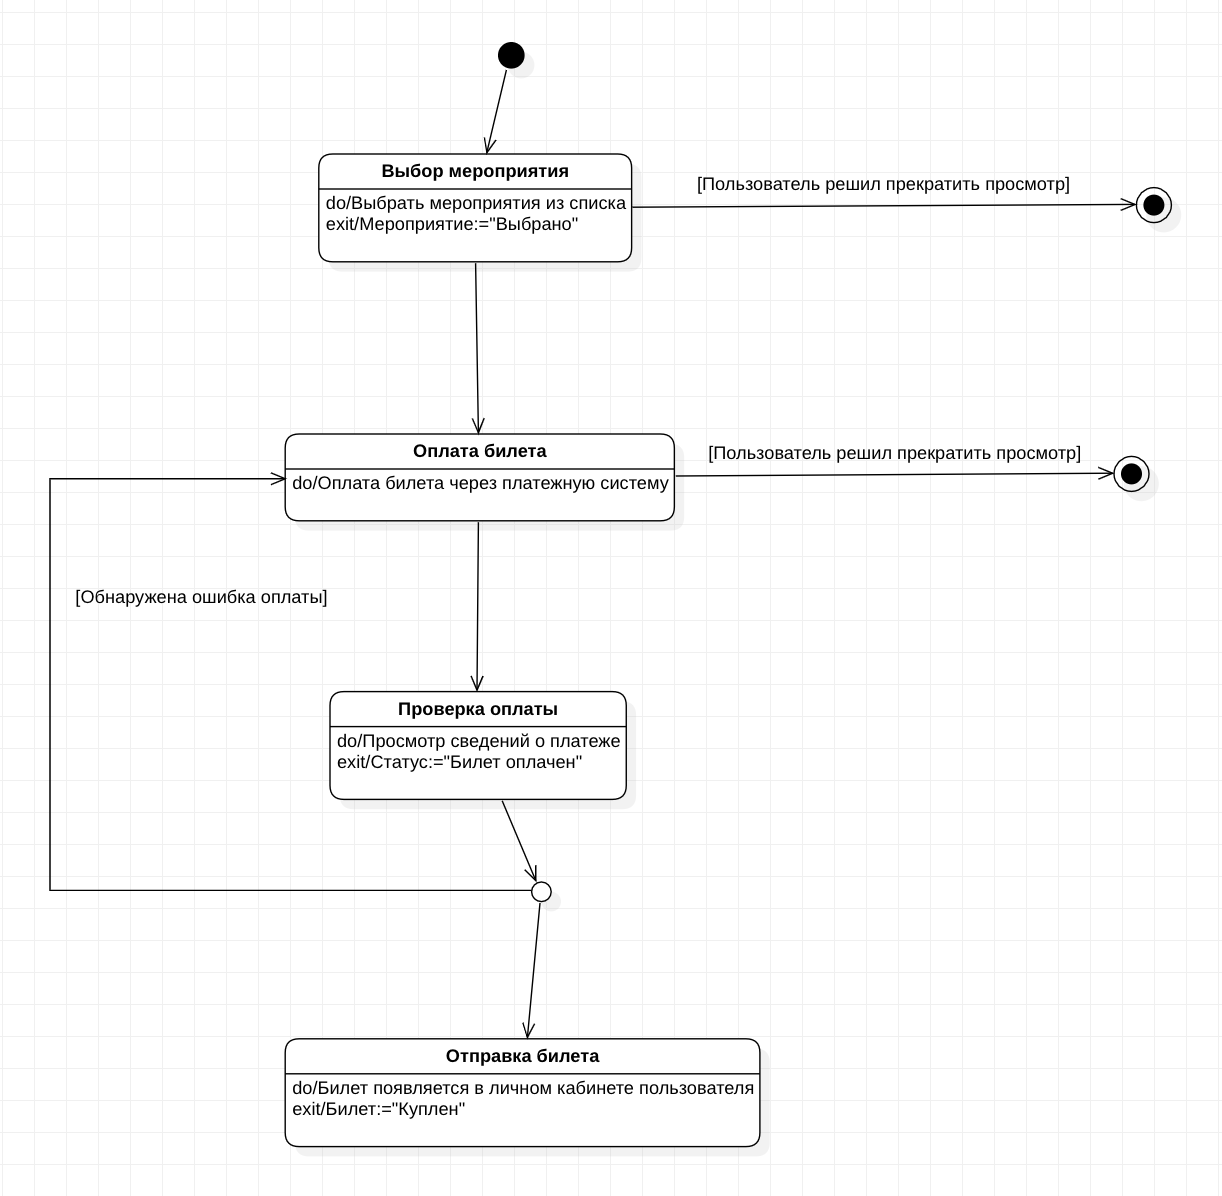 Выбор мероприятия
do/Выбрать мероприятия из списка
exit/Мероприятие:="Выбрано"
[Пользователь решил прекратить просмотр]
Оплата билета
do/Оплата билета через платежную систему
[Пользователь решил прекратить просмотр]
[Обнаружена ошибка оплаты]
Проверка оплаты
do/Просмотр сведений о платеже
exit/Статус:="Билет оплачен"
Отправка билета
do/Билет появляется в личном кабинете пользователя
exit/Билет:="Куплен"